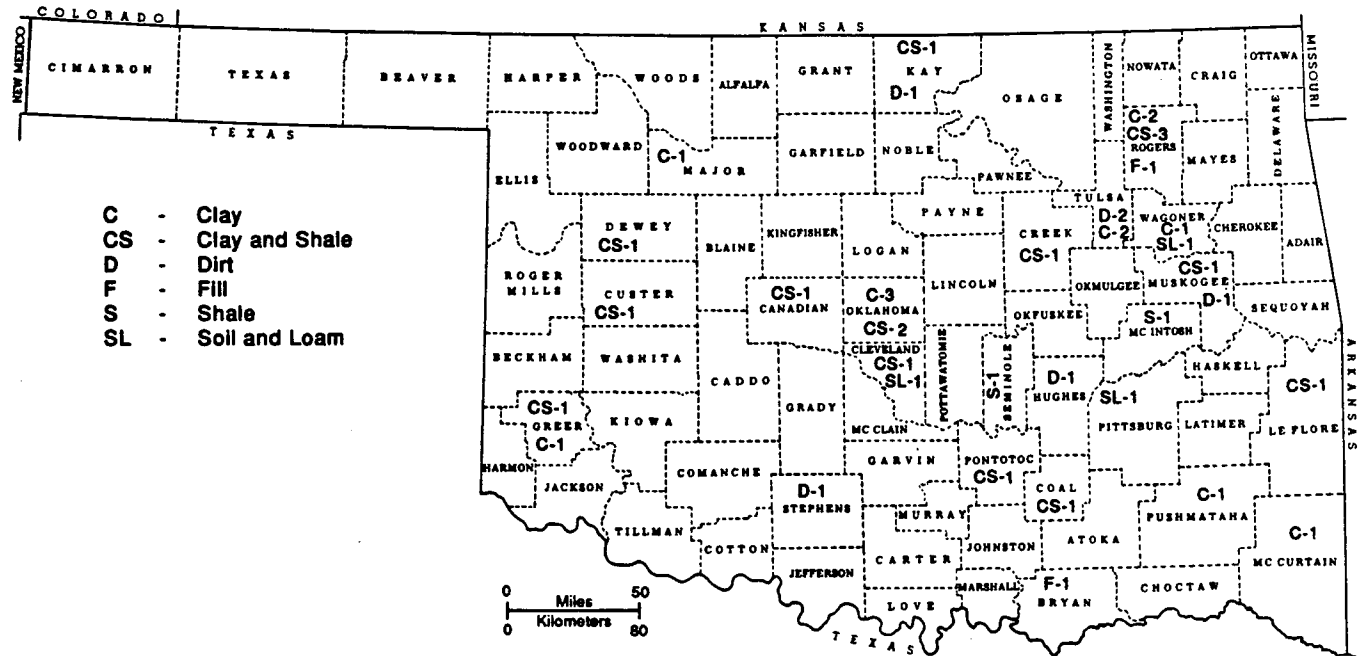 COLORADO
KANSAS
NEW MEXICO
MISSOURI
CIMARRON
TEXAS
BEAVER
HARPER
WOODS
ALFALFA
GRANT
CS-1
KAY
D-1
OSAGE
WASHINGTON
NOWATA
CRAIG
OTTAWA
TEXAS
ELLIS
WOODWARD
C-1
MAJOR
GARFIELD
NOBLE
PAWNEE
C-2
CS-3
ROGERS
F-1
MAYES
DELAWARE
C - Clay
CS - Clay and Shale
D - Dirt
F - Fill
S - Shale
SL - Soil and Loam
ROGER
MILLS
DEWEY
CS-1
BLAINE
KINGFISHER
LOGAN
PAYNE
CREEK
CS-1
TULSA
D-2
C-2
WAGONER
C-1
SL-1
CHEROKEE
ADAIR
CUSTER
CS-1
CS-1
CANADIAN
C-3
OKLAHOMA
CS-2
LINCOLN
OKFUSKEE
OKMULGEE
CS-1
MUSKOGEE
D-1
SEQUOYAH
BECKHAM
WASHITA
CADDO
GRADY
CLEVELAND
CS-1
SL-1
POTTAWATOMIE
S-1
SEMINOLE
D-1
HUGHES
S-1
MC INTOSH
HASKELL
SL-1
PITTSBURG
LATIMER
CS-1
LE FLORE
ARKANSAS
CS-1
GREER
C-1
KIOWA
MC CLAIN
HARMON
JACKSON
COMANCHE
GARVIN
PONTOTOC
CS-1
COAL
CS-1
C-1
PUSHMATAHA
C-1
MC CURTAIN
TILLMAN
COTTON
D-1
STEPHENS
MURRAY
CARTER
JOHNSTON
ATOKA
JEFFERSON
LOVE
MARSHALL
F-1
BRYAN
CHOCTAW
TEXAS
0 50
Miles
Kilometers
0 80